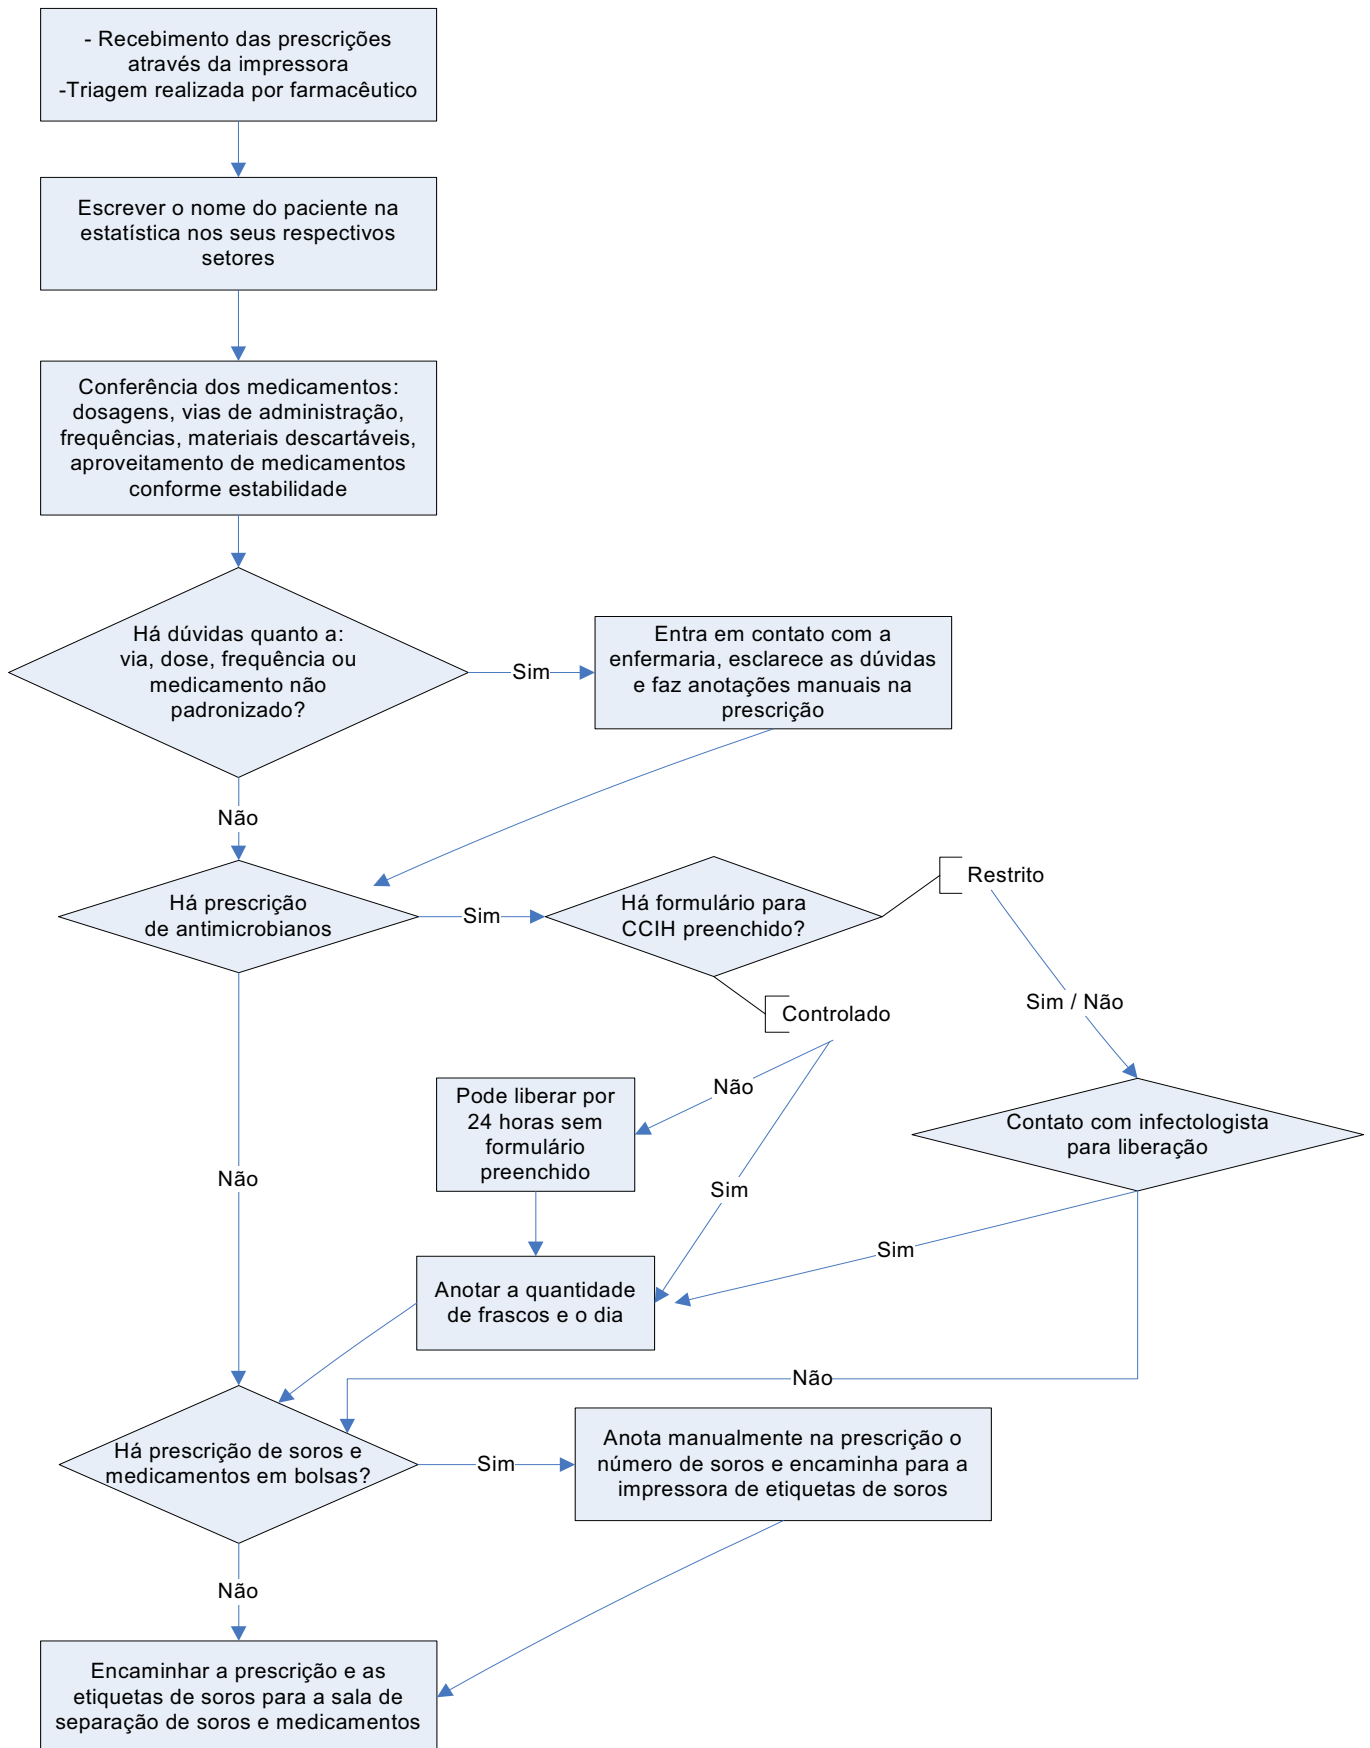 - Recebimento das prescrições
através da impressora
-Triagem realizada por farmacêutico
Escrever o nome do paciente na
estatística nos seus respectivos
setores
Conferência dos medicamentos:
dosagens, vias de administração,
frequências, materiais descartáveis,
aproveitamento de medicamentos
conforme estabilidade
Há dúvidas quanto a:
via, dose, frequência ou
medicamento não
padronizado?
Sim
Entra em contato com a
enfermaria, esclarece as dúvidas
e faz anotações manuais na
prescrição
Não
Há prescrição
de antimicrobianos
Sim
Há formulário para
CCIH preenchido?
Restrito
Sim / Não
Controlado
Não
Pode liberar por
24 horas sem
formulário
preenchido
Contato com infectologista
para liberação
Não
Sim
Sim
Anotar a quantidade
de frascos e o dia
Não
Há prescrição de soros e
medicamentos em bolsas?
Sim
Anota manualmente na prescrição o
número de soros e encaminha para a
impressora de etiquetas de soros
Não
Encaminhar a prescrição e as
etiquetas de soros para a sala de
separação de soros e medicamentos